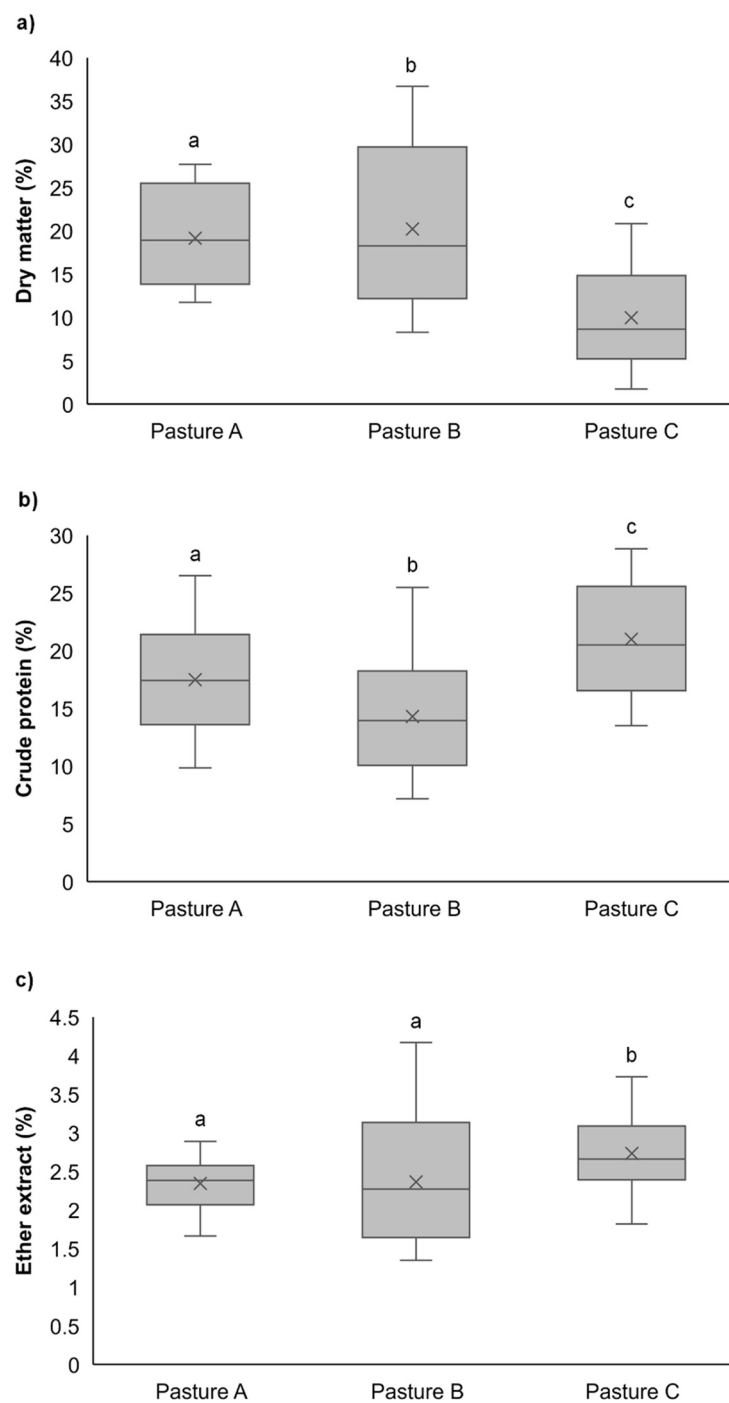 a)
Dry matter (%)
40
35
30
25
20
15
10
5
0
a
b
c
Pasture A
Pasture B
Pasture C
b)
Crude protein (%)
30
25
20
15
10
5
0
a
b
c
Pasture A
Pasture B
Pasture C
c)
Ether extract (%)
4.5
4
3.5
3
2.5
2
1.5
1
0.5
0
a
a
b
Pasture A
Pasture B
Pasture C